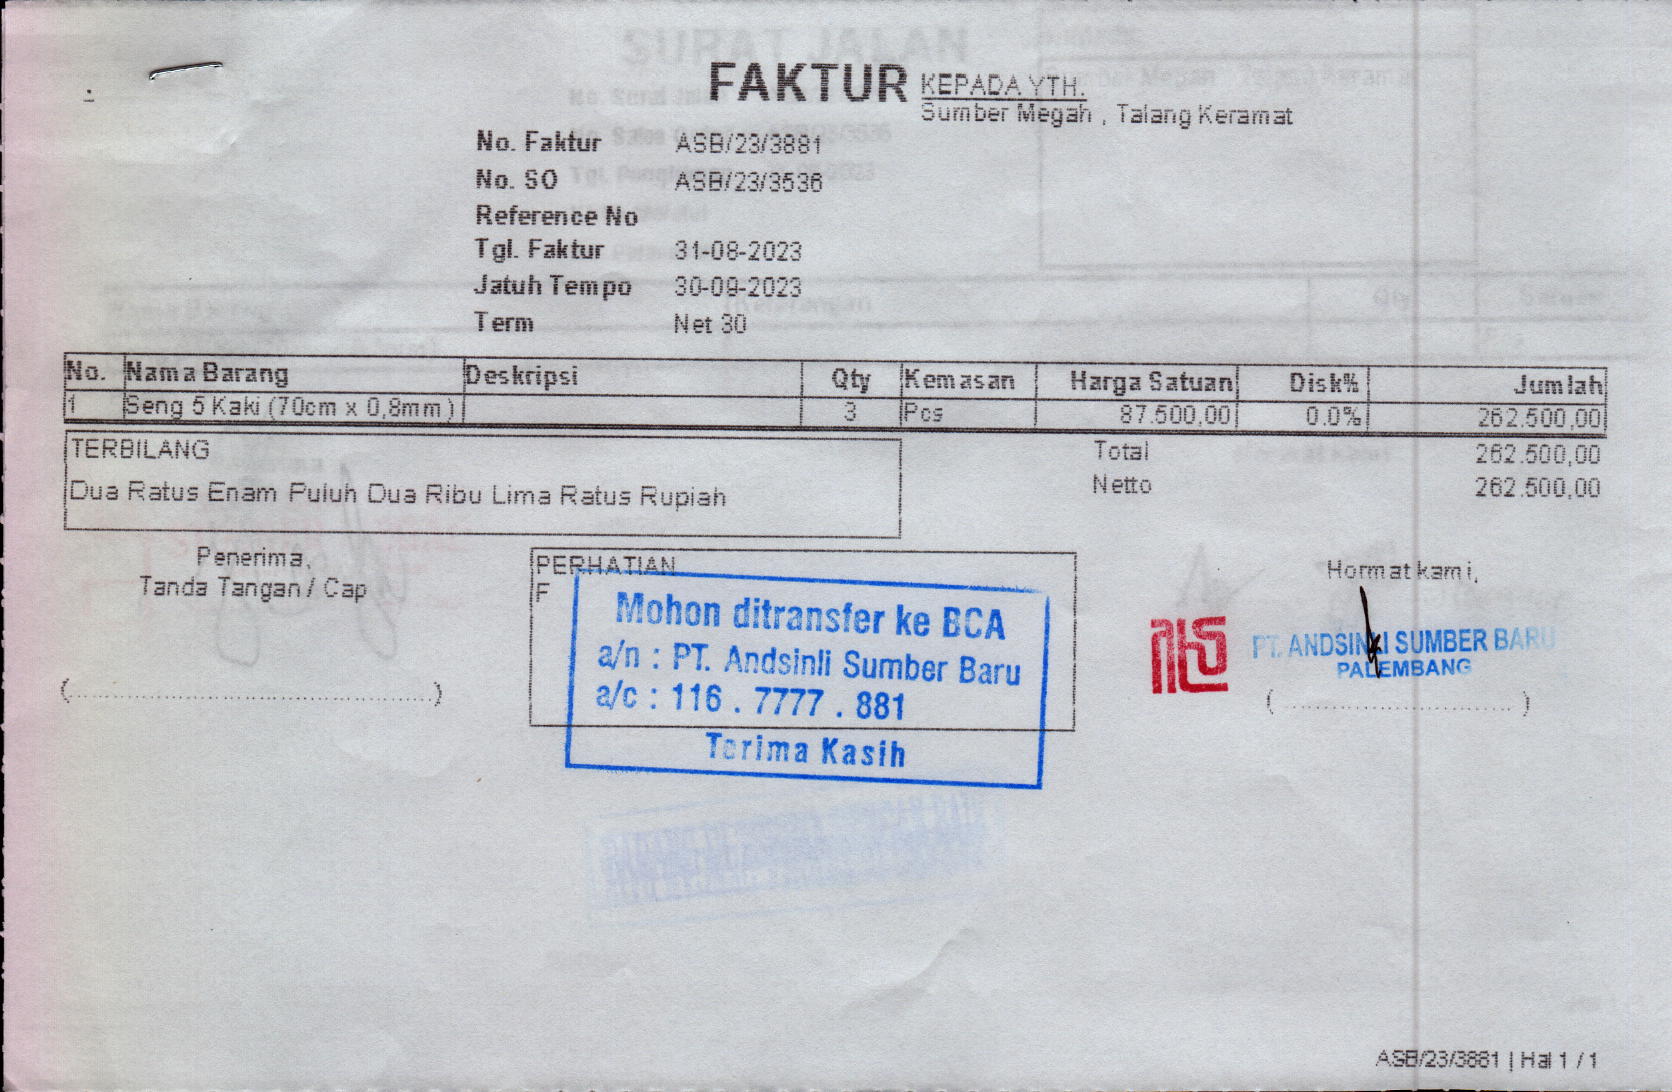 FAKTUR
KEPADA YTH.
Sumber Megah , Talang Keramat
No. Faktur ASB/23/3881
No. SO ASB/23/3536
Reference No
Tgl. Faktur 31-08-2023
Jatuh Tempo 30-09-2023
Term Net 30
No. Nama Barang Deskripsi Qty Kemasan Harga Satuan Disk% Jumlah
1 Seng 5 Kaki (70cm x 0,8mm) 3 Pcs 87.500,00 0.0% 262.500,00
TERBILANG
Dua Ratus Enam Puluh Dua Ribu Lima Ratus Rupiah
Total 262.500,00
Netto 262.500,00
Penerima,
Tanda Tangan / Cap
(........................................)
PERHATIAN
F
Mohon ditransfer ke BCA
a/n : PT. Andsinli Sumber Baru
a/c : 116 . 7777 . 881
Terima Kasih
Hormat kami,
PT. ANDSINLI SUMBER BARU
PALEMBANG
(..............................)
ASB/23/3881 | Hal 1 / 1